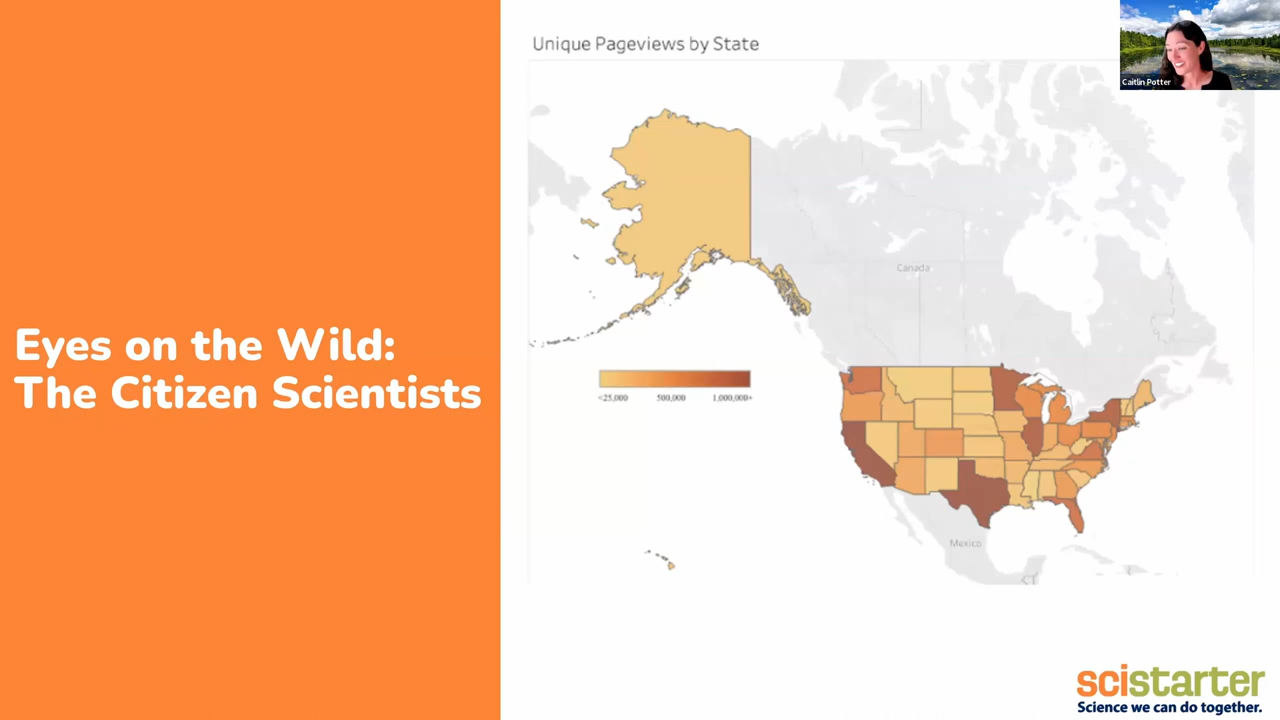 Unique Pageviews by State
Caitlin Potter
Canada
Eyes on the Wild:
The Citizen Scientists
<25,000 500,000 1,000,000+
Mexico
scistarter
Science we can do together.